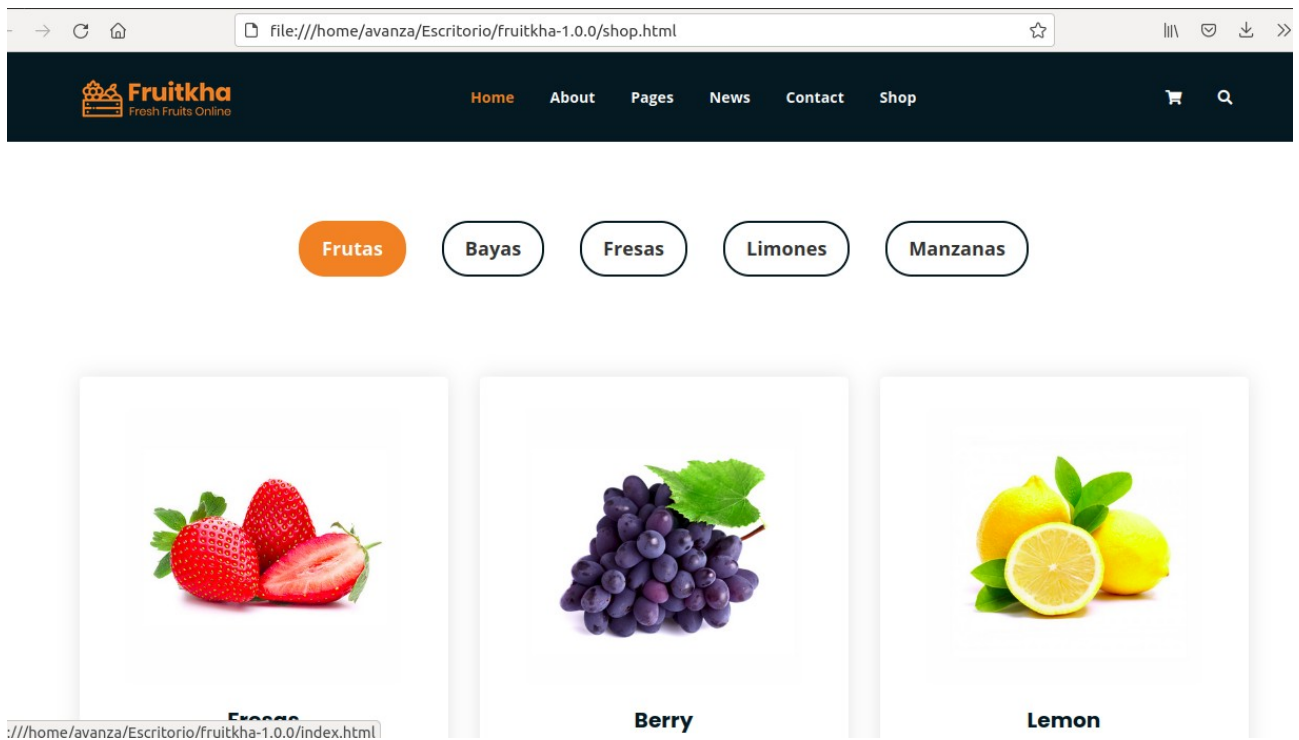 file:///home/avanza/Escritorio/fruitkha-1.0.0/shop.html
Fruitkha
Fresh Fruits Online
Home About Pages News Contact Shop
Frutas Bayas Fresas Limones Manzanas
Fresas Berry Lemon
:///home/avanza/Escritorio/fruitkha-1.0.0/index.html